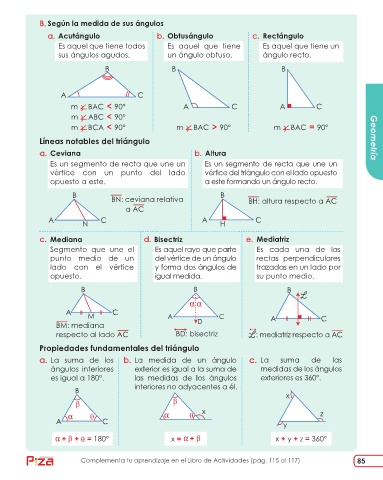 B. Según la medida de sus ángulos
a. Acutángulo
Es aquel que tiene todos
sus ángulos agudos.
B
A
C
m∡BAC < 90°
m∡ABC < 90°
m∡BCA < 90°
b. Obtusángulo
Es aquel que tiene
un ángulo obtuso.
B
A
C
m∡BAC > 90°
c. Rectángulo
Es aquel que tiene un
ángulo recto.
B
A
C
m∡BAC = 90°
Geometría
Líneas notables del triángulo
a. Ceviana
Es un segmento de recta que une un
vértice con un punto del lado
opuesto a este.
B
A
N
C
BN: ceviana relativa
a AC
b. Altura
Es un segmento de recta que une un
vértice del triángulo con el lado opuesto
a este formando un ángulo recto.
B
A
H
C
BH: altura respecto a AC
c. Mediana
Segmento que une el
punto medio de un
lado con el vértice
opuesto.
B
A
M
C
BM: mediana
respecto al lado AC
d. Bisectriz
Es aquel rayo que parte
del vértice de un ángulo
y forma dos ángulos de
igual medida.
B
α α
A
D
C
BD: bisectriz
e. Mediatriz
Es cada una de las
rectas perpendiculares
trazadas en un lado por
su punto medio.
B
ℒ
A
C
ℒ: mediatriz respecto a AC
Propiedades fundamentales del triángulo
a. La suma de los
ángulos interiores
es igual a 180°.
B
β
α
θ
A
C
α + β + θ = 180°
b. La medida de un ángulo
exterior es igual a la suma de
las medidas de los ángulos
interiores no adyacentes a él.
β
α
θ
x
x = α + β
c. La suma de las
medidas de los ángulos
exteriores es 360°.
x
z
y
x + y + z = 360°
Pizza
Complementa tu aprendizaje en el Libro de Actividades (pág. 115 al 117)
85